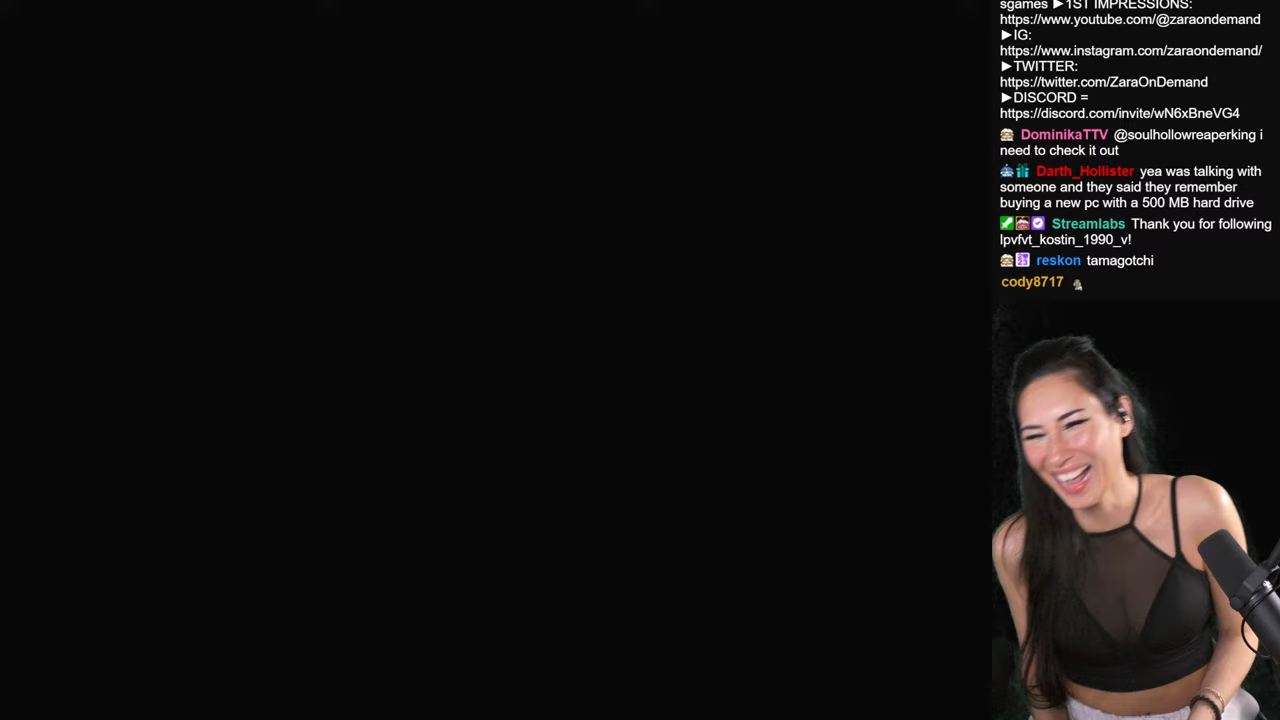 sgames ►1ST IMPRESSIONS:
https://www.youtube.com/@zaraondemand
►IG:
https://www.instagram.com/zaraondemand/
►TWITTER:
https://twitter.com/ZaraOnDemand
►DISCORD =
https://discord.com/invite/wN6xBneVG4
DominikaTTV @soulhollowreaperking i
need to check it out
Darth_Hollister yea was talking with
someone and they said they remember
buying a new pc with a 500 MB hard drive
Streamlabs Thank you for following
lpvfvt_kostin_1990_v!
reskon tamagotchi
cody8717